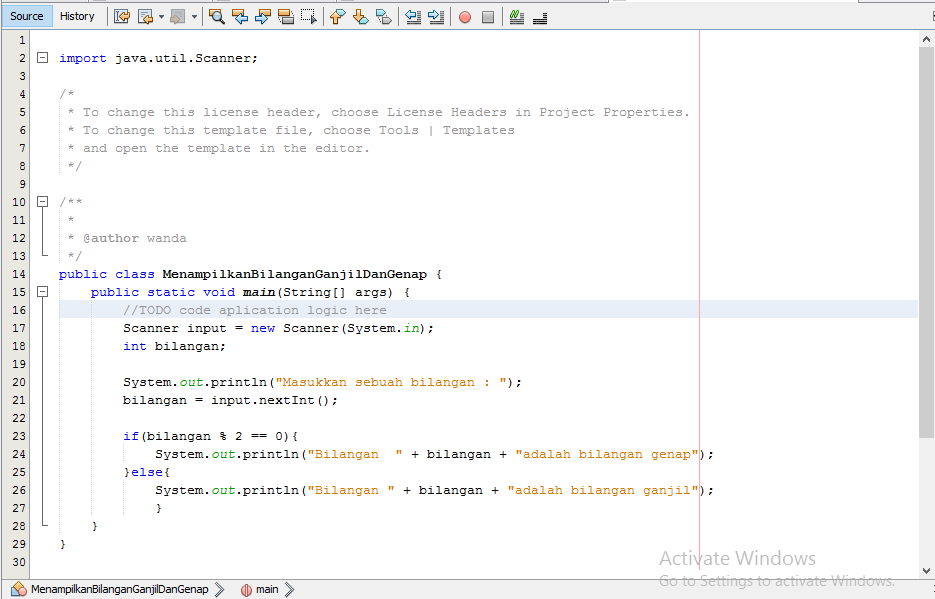 Source History
1
2 import java.util.Scanner;
3
4 /*
5 * To change this license header, choose License Headers in Project Properties.
6 * To change this template file, choose Tools | Templates
7 * and open the template in the editor.
8 */
9
10 /**
11 *
12 * @author wanda
13 */
14 public class MenampilkanBilanganGanjilDanGenap {
15 public static void main(String[] args) {
16 //TODO code aplication logic here
17 Scanner input = new Scanner(System.in);
18 int bilangan;
19
20 System.out.println("Masukkan sebuah bilangan : ");
21 bilangan = input.nextInt();
22
23 if(bilangan % 2 == 0){
24 System.out.println("Bilangan  " + bilangan + "adalah bilangan genap");
25 }else{
26 System.out.println("Bilangan " + bilangan + "adalah bilangan ganjil");
27 }
28 }
29 }
30
Activate Windows
Go to Settings to activate Windows.
MenampilkanBilanganGanjilDanGenap main